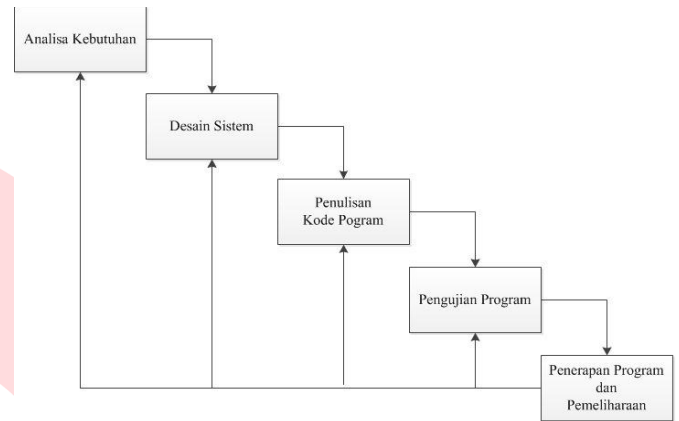 Analisa Kebutuhan
Desain Sistem
Penulisan
Kode Pogram
Pengujian Program
Penerapan Program
dan
Pemeliharaan